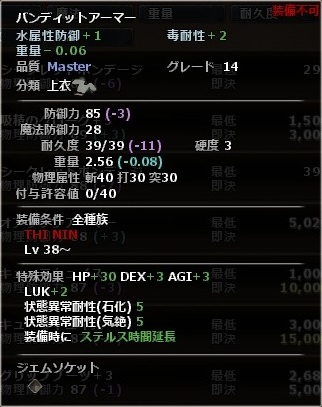 装備不可
バンディットアーマー
水属性防御+1 毒耐性+2
重量-0.06
品質 Master グレード 14
分類 上衣
防御力 85 (-3)
魔法防御力 28
耐久度 39/39 (-11) 硬度 3
重量 2.56 (-0.08)
物理属性 斬40 打30 突30
付与許容値 0/40
装備条件 全種族
THI NIN
Lv 38～
特殊効果 HP+30 DEX+3 AGI+3
LUK+2
状態異常耐性(石化) 5
状態異常耐性(気絶) 5
装備時に ステルス時間延長
ジェムソケット